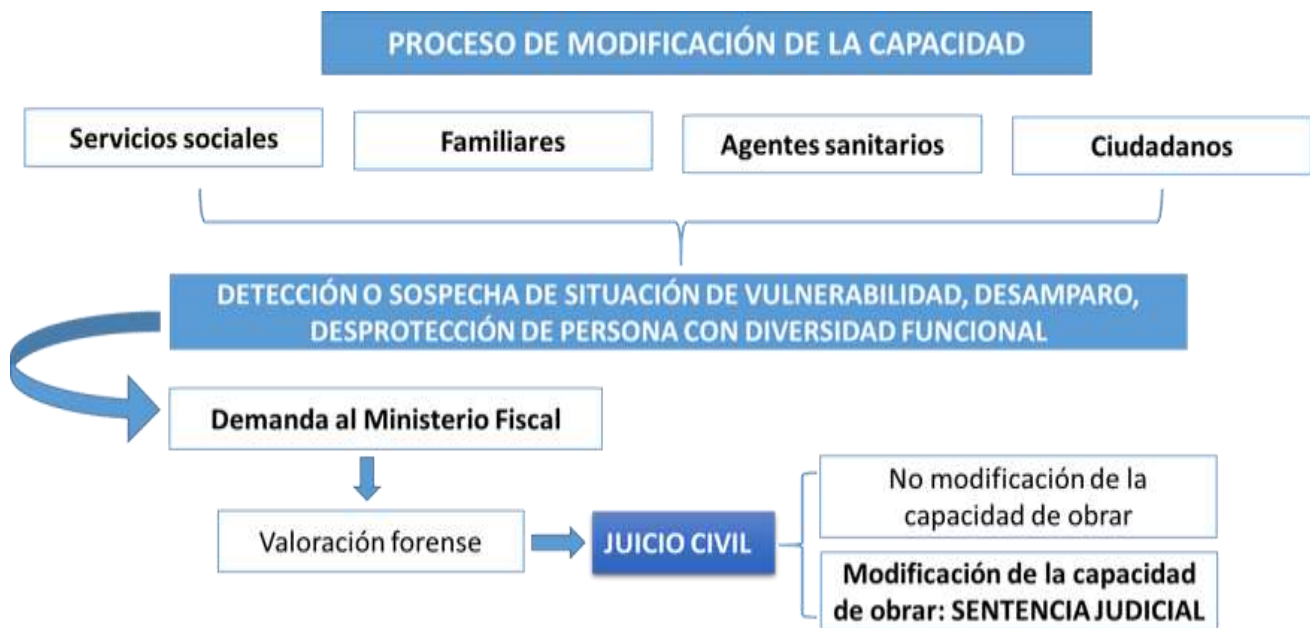 PROCESO DE MODIFICACIÓN DE LA CAPACIDAD
Servicios sociales
Familiares
Agentes sanitarios
Ciudadanos
DETECCIÓN O SOSPECHA DE SITUACIÓN DE VULNERABILIDAD, DESAMPARO,
DESPROTECCIÓN DE PERSONA CON DIVERSIDAD FUNCIONAL
Demanda al Ministerio Fiscal
Valoración forense
JUICIO CIVIL
No modificación de la
capacidad de obrar
Modificación de la capacidad
de obrar: SENTENCIA JUDICIAL